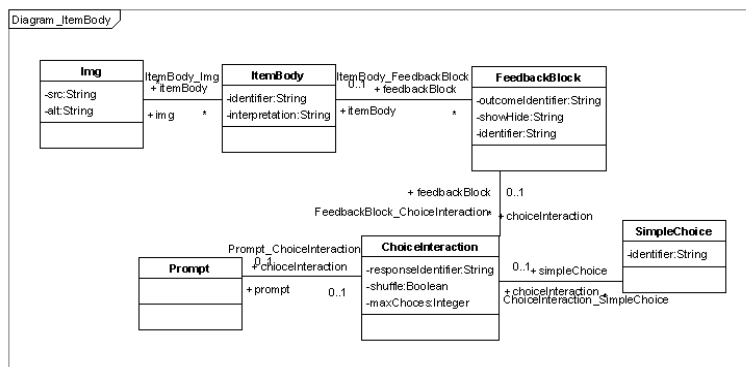 Diagram_ItemBody
Img
-src:String
-alt:String
ItemBody_Img
*
+ itemBody
+ img
*
ItemBody
-identifier:String
-interpretation:String
ItemBody_FeedbackBlock
0..1
+ feedbackBlock
+ itemBody
*
FeedbackBlock
-outcomeIdentifier:String
-showHide:String
-identifier:String
+ feedbackBlock
0..1
FeedbackBlock_ChoiceInteraction
*
+ choiceInteraction
Prompt
Prompt_ChoiceInteraction
0..1
+ chioceInteraction
+ prompt
0..1
ChoiceInteraction
-responseIdentifier:String
-shuffle:Boolean
-maxChoces:Integer
0..1
+ simpleChoice
+ choiceInteraction
*
ChoiceInteraction_SimpleChoice
SimpleChoice
-identifier:String